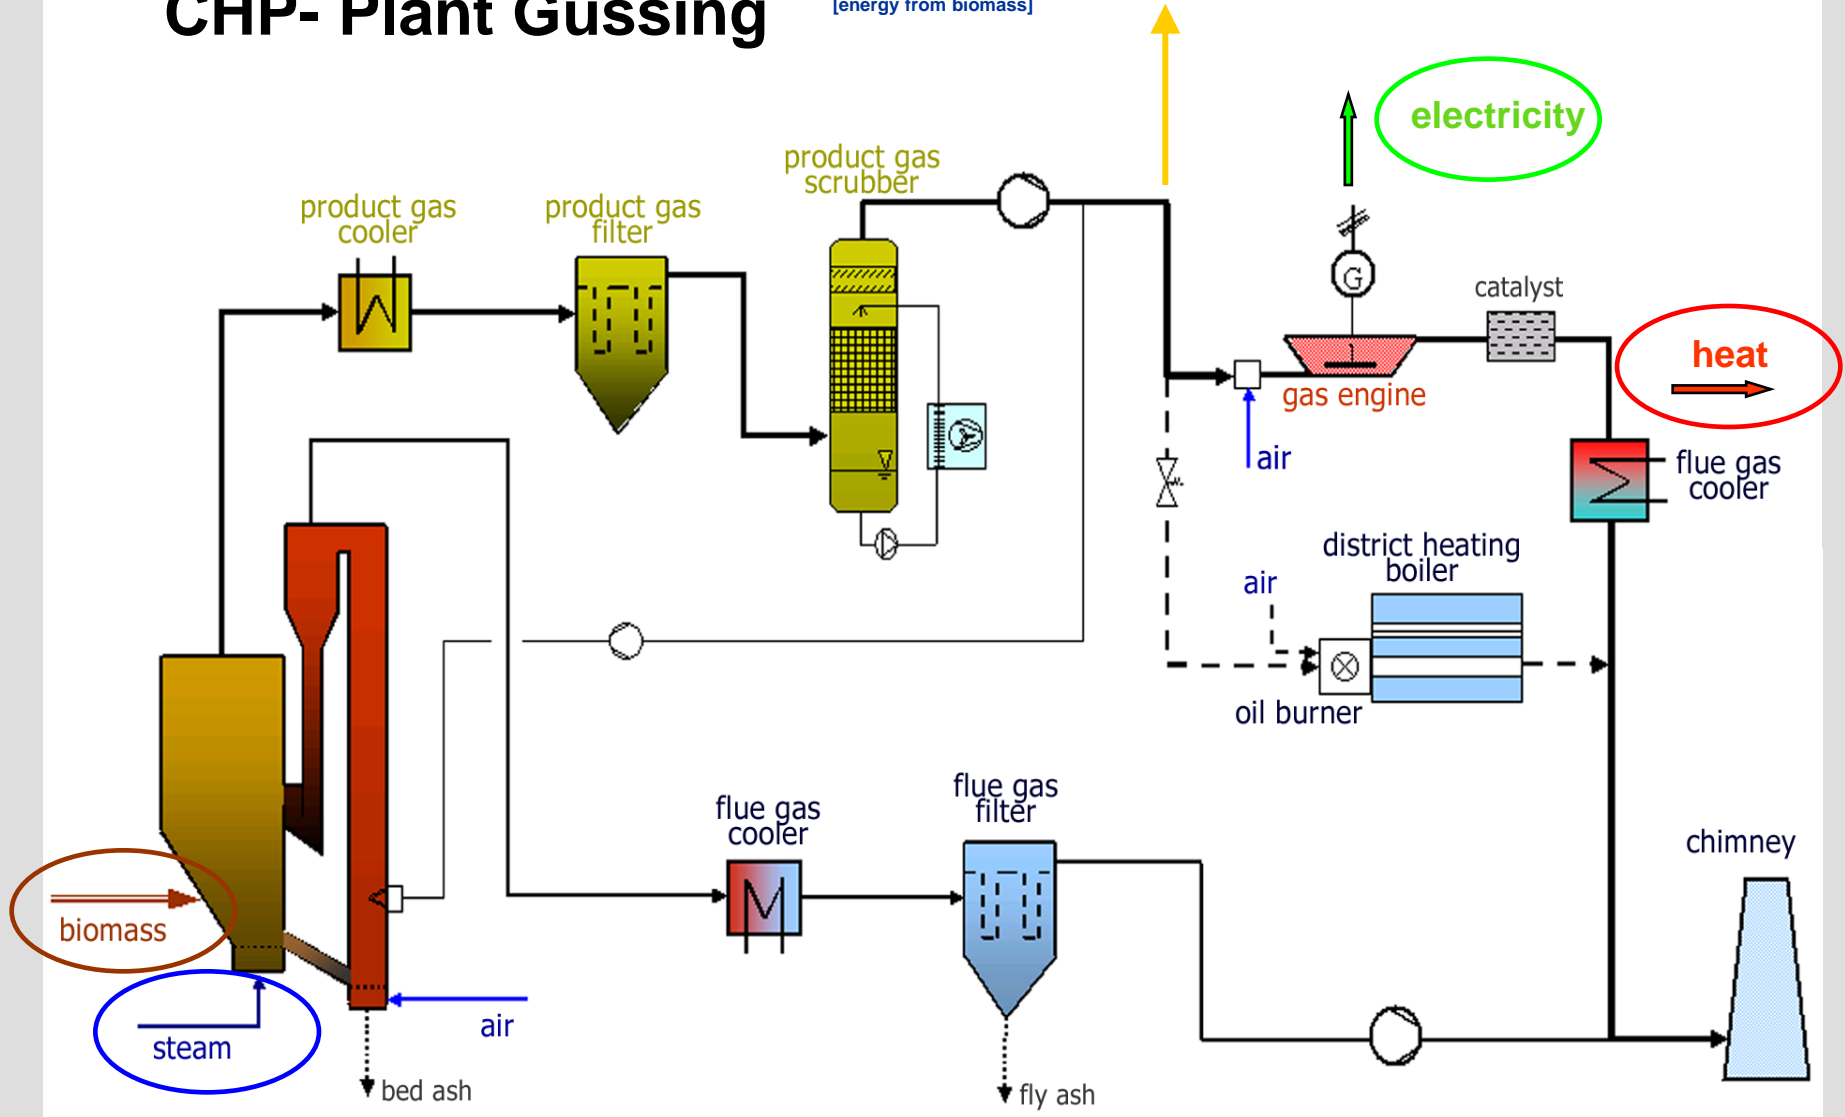 CHP- Plant Gussing
[energy from biomass]
electricity
product gas
scrubber
product gas
cooler
product gas
filter
G
catalyst
heat
gas engine
air
flue gas
cooler
district heating
boiler
air
oil burner
flue gas
cooler
flue gas
filter
chimney
biomass
steam
air
bed ash
fly ash